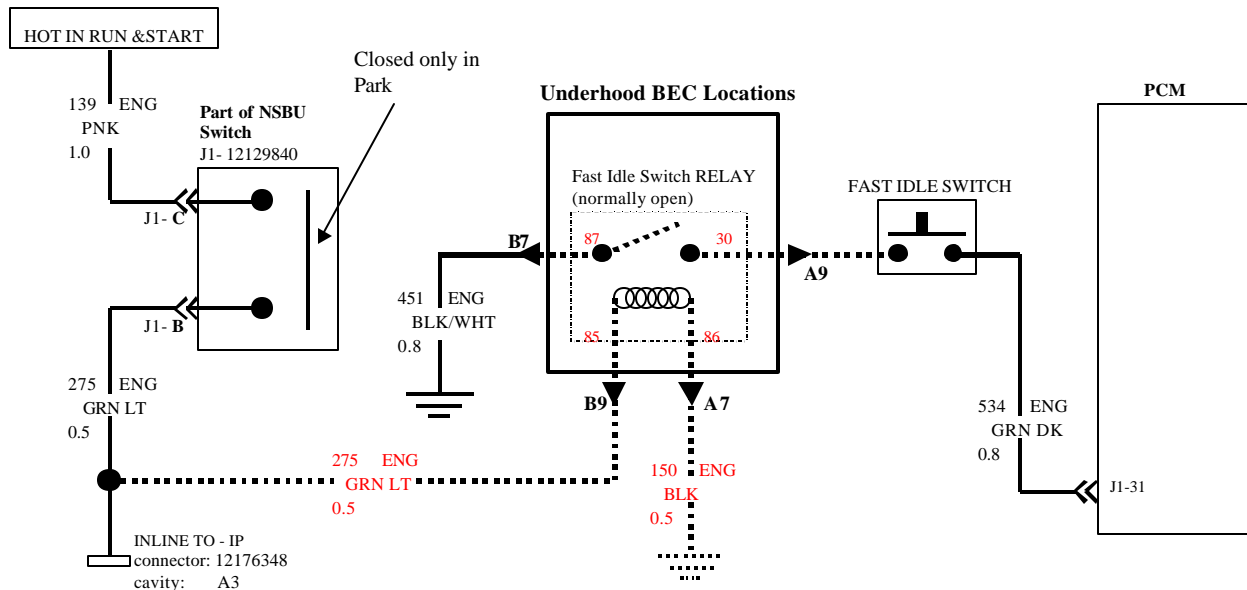 HOT IN RUN &START
139 ENG
PNK
1.0
Part of NSBU
Switch
J1- 12129840
Closed only in
Park
J1- C
J1- B
275 ENG
GRN LT
0.5
INLINE TO - IP
connector: 12176348
cavity: A3
275 ENG
GRN LT
0.5
Underhood BEC Locations
Fast Idle Switch RELAY
(normally open)
87
30
85
86
B7
A9
B9
A7
451 ENG
BLK/WHT
0.8
150 ENG
BLK
0.5
FAST IDLE SWITCH
534 ENG
GRN DK
0.8
PCM
J1-31